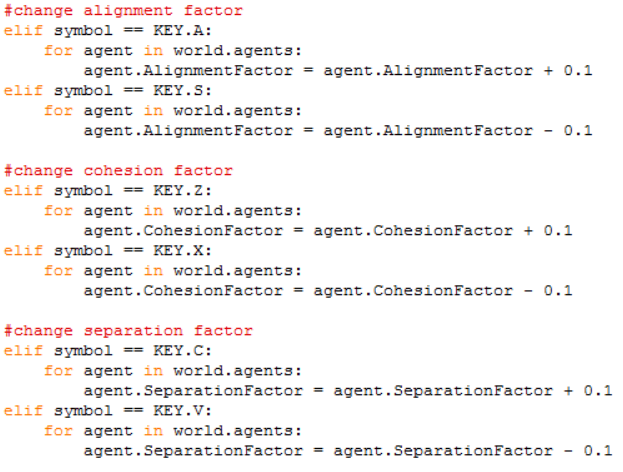 #change alignment factor
elif symbol == KEY.A:
    for agent in world.agents:
        agent.AlignmentFactor = agent.AlignmentFactor + 0.1
elif symbol == KEY.S:
    for agent in world.agents:
        agent.AlignmentFactor = agent.AlignmentFactor - 0.1

#change cohesion factor
elif symbol == KEY.Z:
    for agent in world.agents:
        agent.CohesionFactor = agent.CohesionFactor + 0.1
elif symbol == KEY.X:
    for agent in world.agents:
        agent.CohesionFactor = agent.CohesionFactor - 0.1

#change separation factor
elif symbol == KEY.C:
    for agent in world.agents:
        agent.SeparationFactor = agent.SeparationFactor + 0.1
elif symbol == KEY.V:
    for agent in world.agents:
        agent.SeparationFactor = agent.SeparationFactor - 0.1